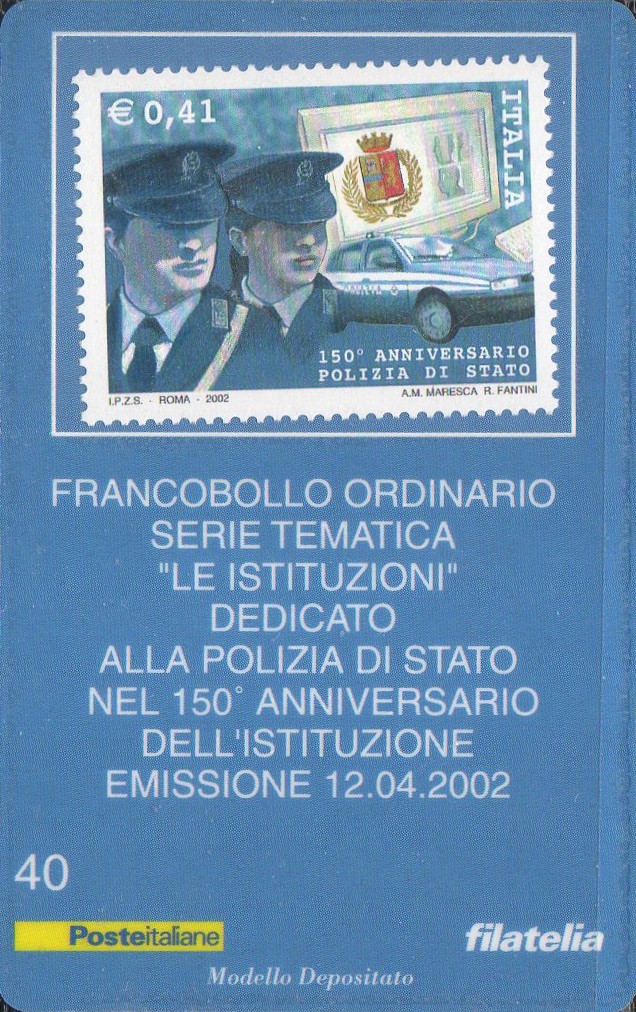 € 0,41
ITALIA
POLIZIA
150° ANNIVERSARIO
POLIZIA DI STATO
I.P.Z.S. - ROMA - 2002
A.M. MARESCA R. FANTINI
FRANCOBOLLO ORDINARIO
SERIE TEMATICA
"LE ISTITUZIONI"
DEDICATO
ALLA POLIZIA DI STATO
NEL 150° ANNIVERSARIO
DELL'ISTITUZIONE
EMISSIONE 12.04.2002
40
Posteitaliane
filatelia
Modello Depositato